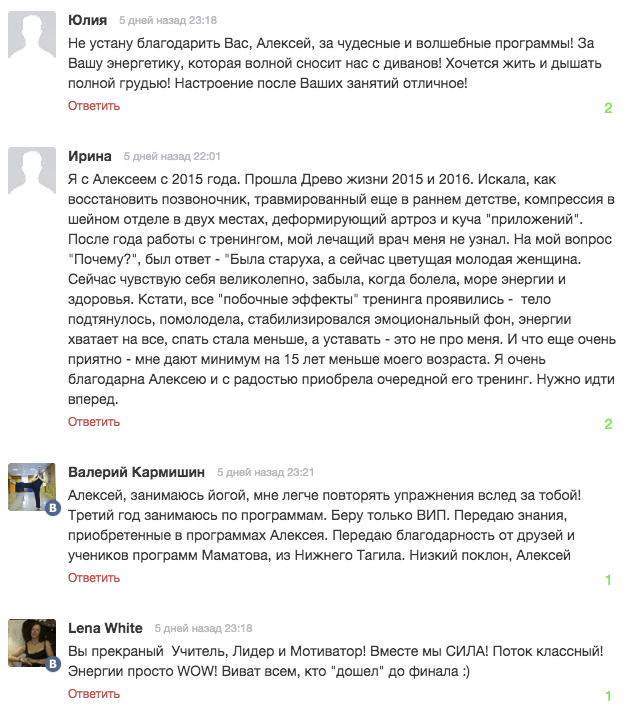 Юлия 5 дней назад 23:18
Не устану благодарить Вас, Алексей, за чудесные и волшебные программы! За
Вашу энергетику, которая волной сносит нас с диванов! Хочется жить и дышать
полной грудью! Настроение после Ваших занятий отличное!
Ответить 2
Ирина 5 дней назад 22:01
Я с Алексеем с 2015 года. Прошла Древо жизни 2015 и 2016. Искала, как
восстановить позвоночник, травмированный еще в раннем детстве, компрессия в
шейном отделе в двух местах, деформирующий артроз и куча "приложений".
После года работы с тренингом, мой лечащий врач меня не узнал. На мой вопрос
"Почему?", был ответ - "Была старуха, а сейчас цветущая молодая женщина.
Сейчас чувствую себя великолепно, забыла, когда болела, море энергии и
здоровья. Кстати, все "побочные эффекты" тренинга проявились - тело
подтянулось, помолодела, стабилизировался эмоциональный фон, энергии
хватает на все, спать стала меньше, а уставать - это не про меня. И что еще очень
приятно - мне дают минимум на 15 лет меньше моего возраста. Я очень
благодарна Алексею и с радостью приобрела очередной его тренинг. Нужно идти
вперед.
Ответить 2
Валерий Кармишин 5 дней назад 23:21
Алексей, занимаюсь йогой, мне легче повторять упражнения вслед за тобой!
Третий год занимаюсь по программам. Беру только ВИП. Передаю знания,
приобретенные в программах Алексея. Передаю благодарность от друзей и
учеников программ Маматова, из Нижнего Тагила. Низкий поклон, Алексей
В
Ответить 1
Lena White 5 дней назад 23:18
Вы прекраный Учитель, Лидер и Мотиватор! Вместе мы СИЛА! Поток классный!
Энергии просто WOW! Виват всем, кто "дошел" до финала :)
В
Ответить 1